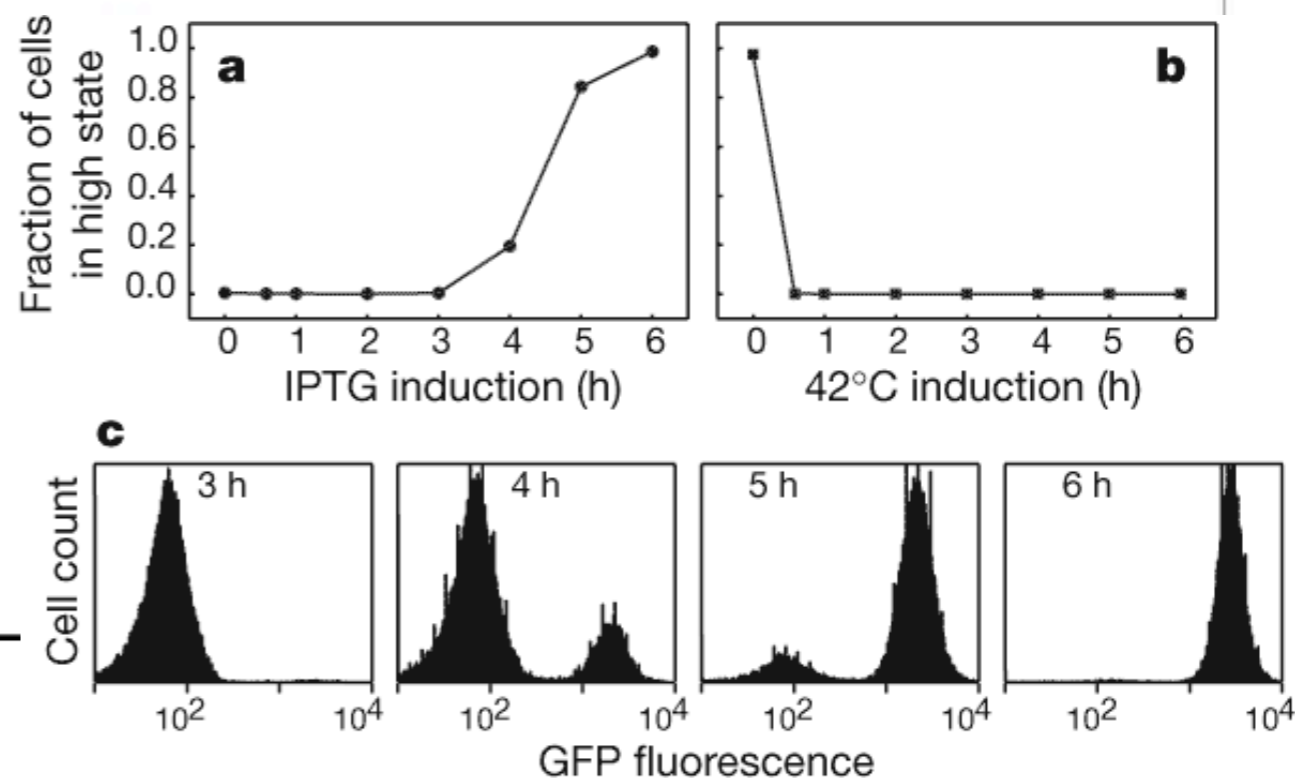 Fraction of cells
in high state
a
1.0
0.8
0.6
0.4
0.2
0.0
0 1 2 3 4 5 6
IPTG induction (h)
b
0 1 2 3 4 5 6
42°C induction (h)
c
Cell count
3 h
4 h
5 h
6 h
10² 10⁴ 10² 10⁴ 10² 10⁴ 10² 10⁴
GFP fluorescence